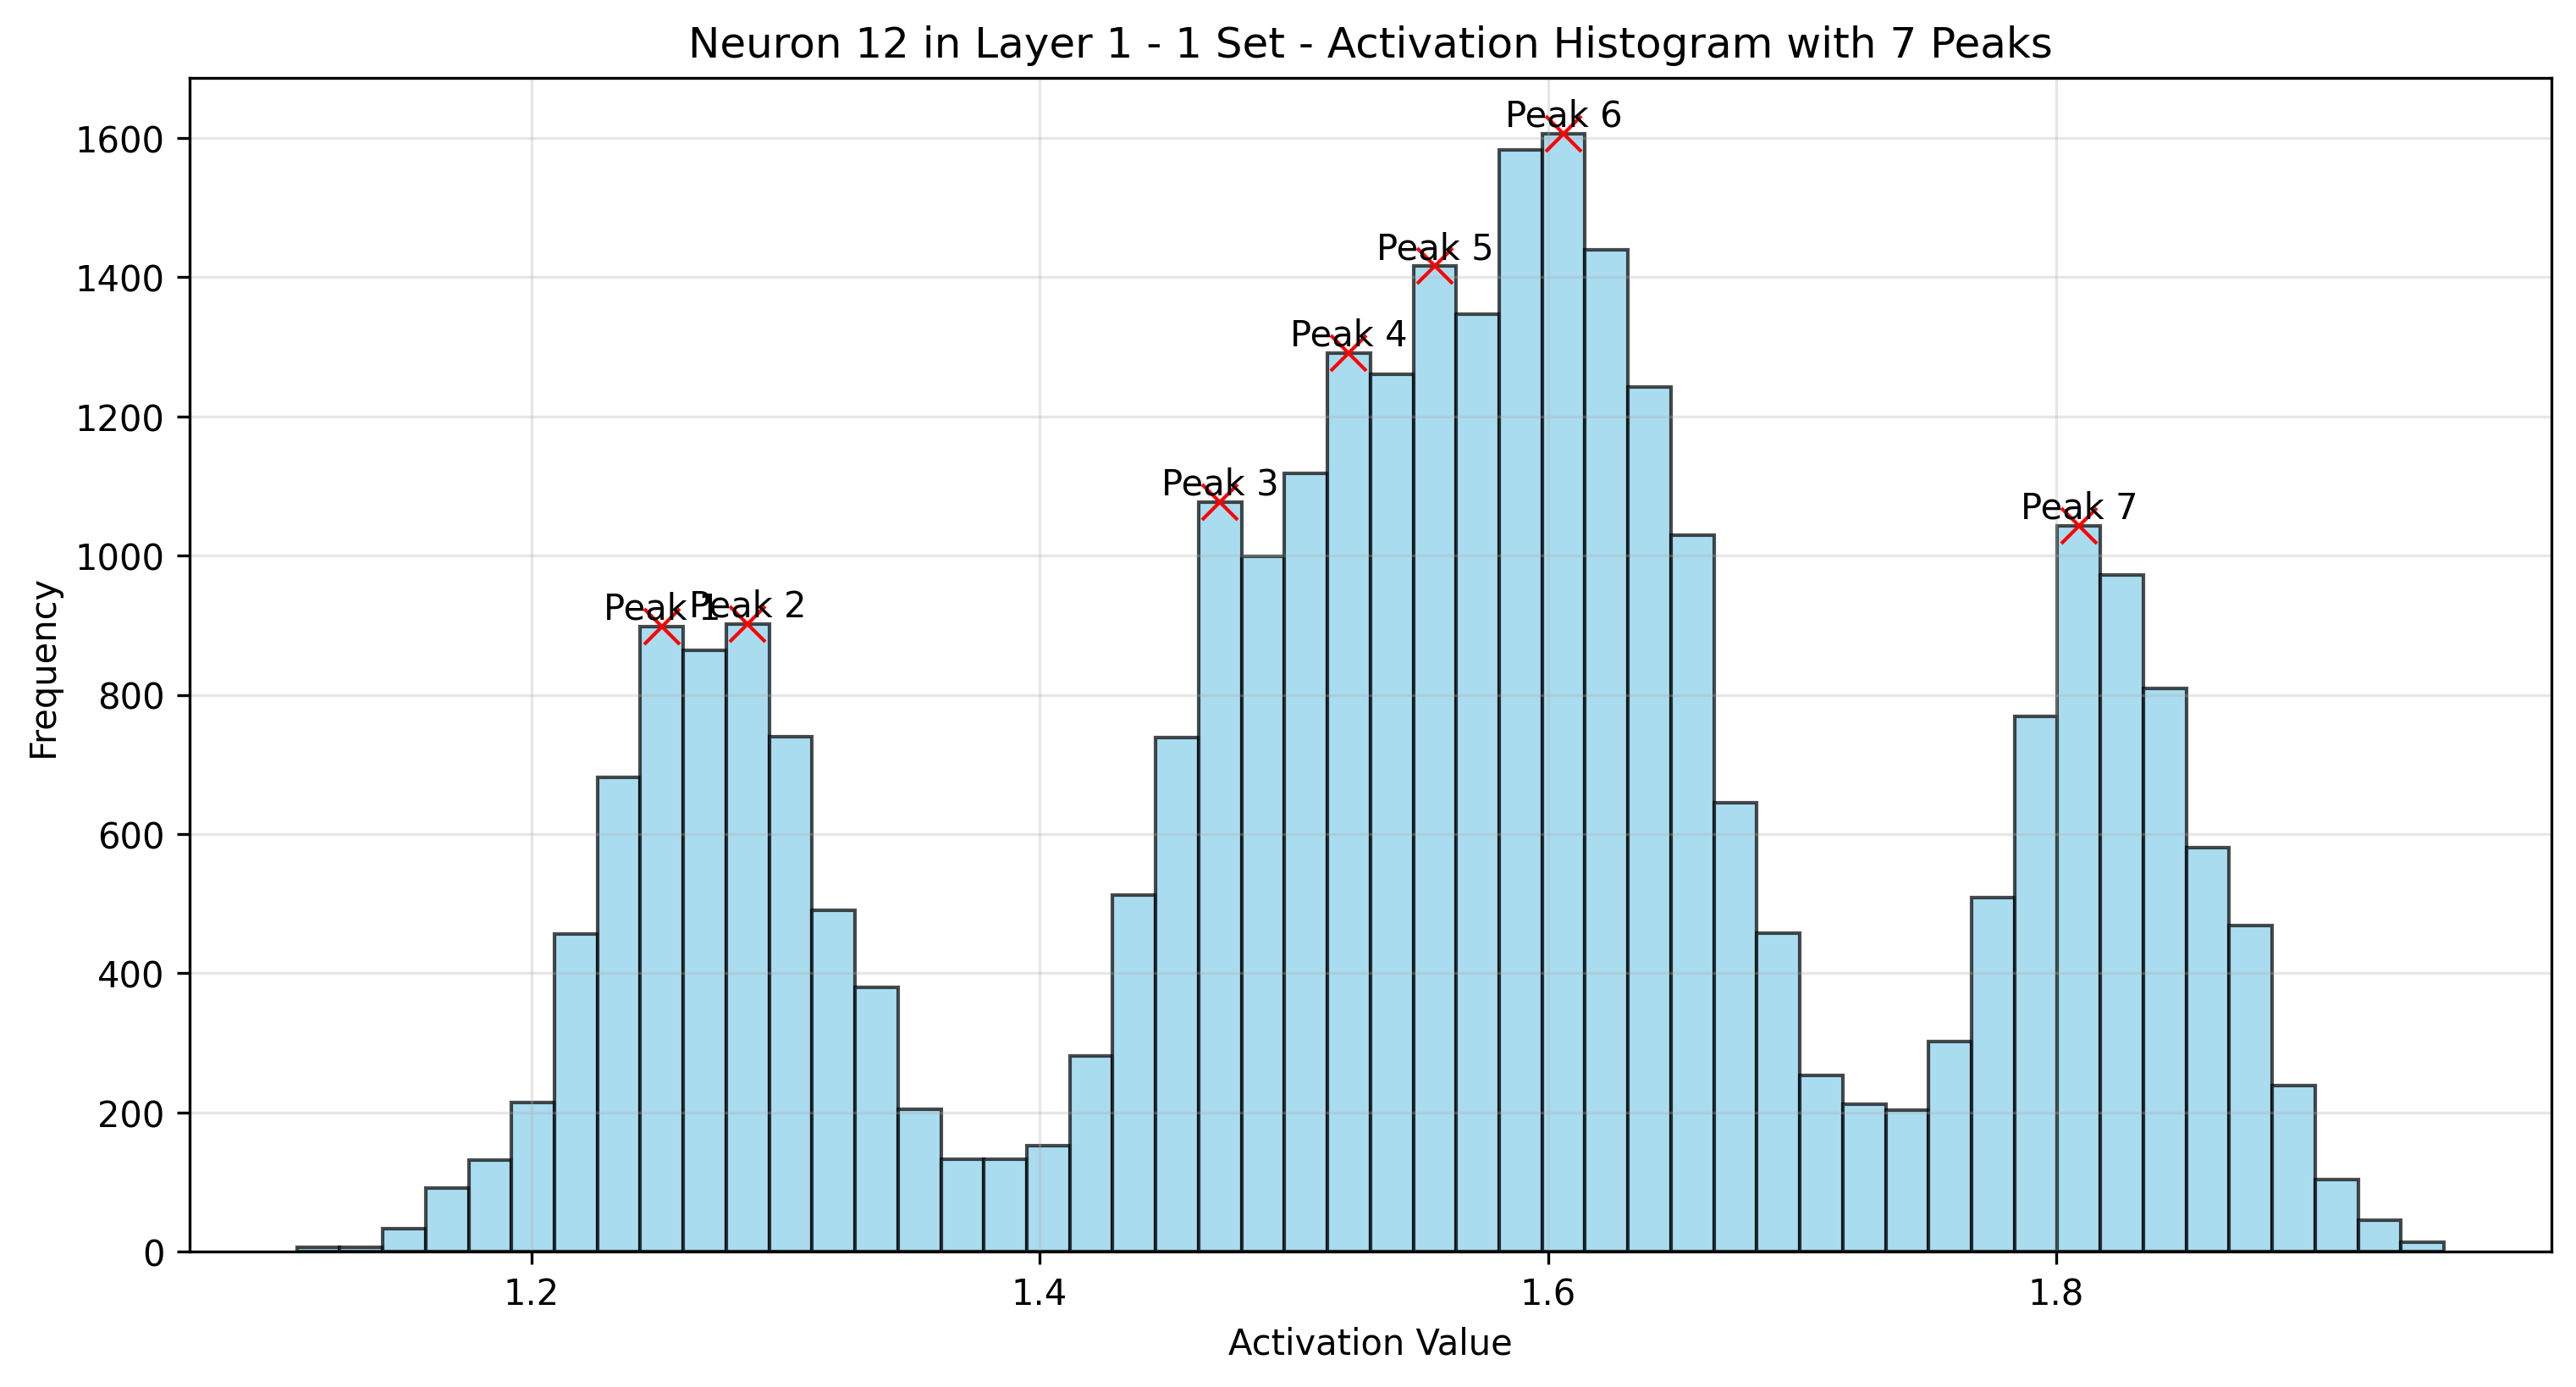 Neuron 12 in Layer 1 - 1 Set - Activation Histogram with 7 Peaks
Frequency
1600
1400
1200
1000
800
600
400
200
0
Peak 1
Peak 2
Peak 3
Peak 4
Peak 5
Peak 6
Peak 7
1.2
1.4
1.6
1.8
Activation Value